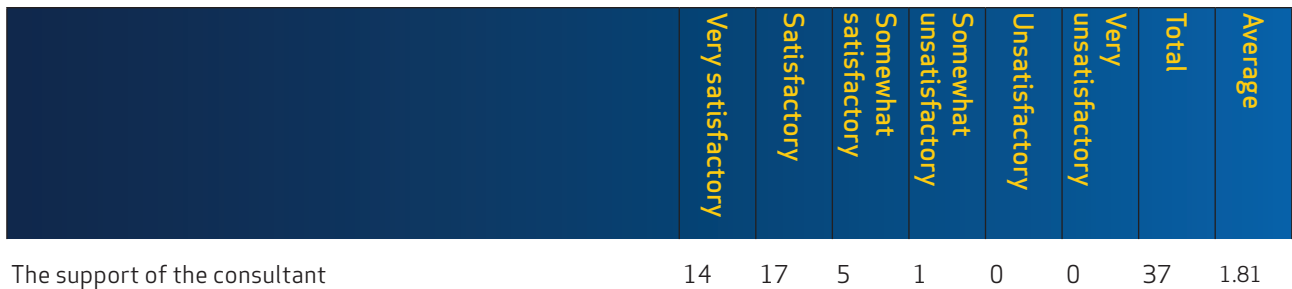 Very satisfactory
Satisfactory
Somewhat
satisfactory
Somewhat
unsatisfactory
Unsatisfactory
Very
unsatisfactory
Total
Average
The support of the consultant 14 17 5 1 0 0 37 1.81